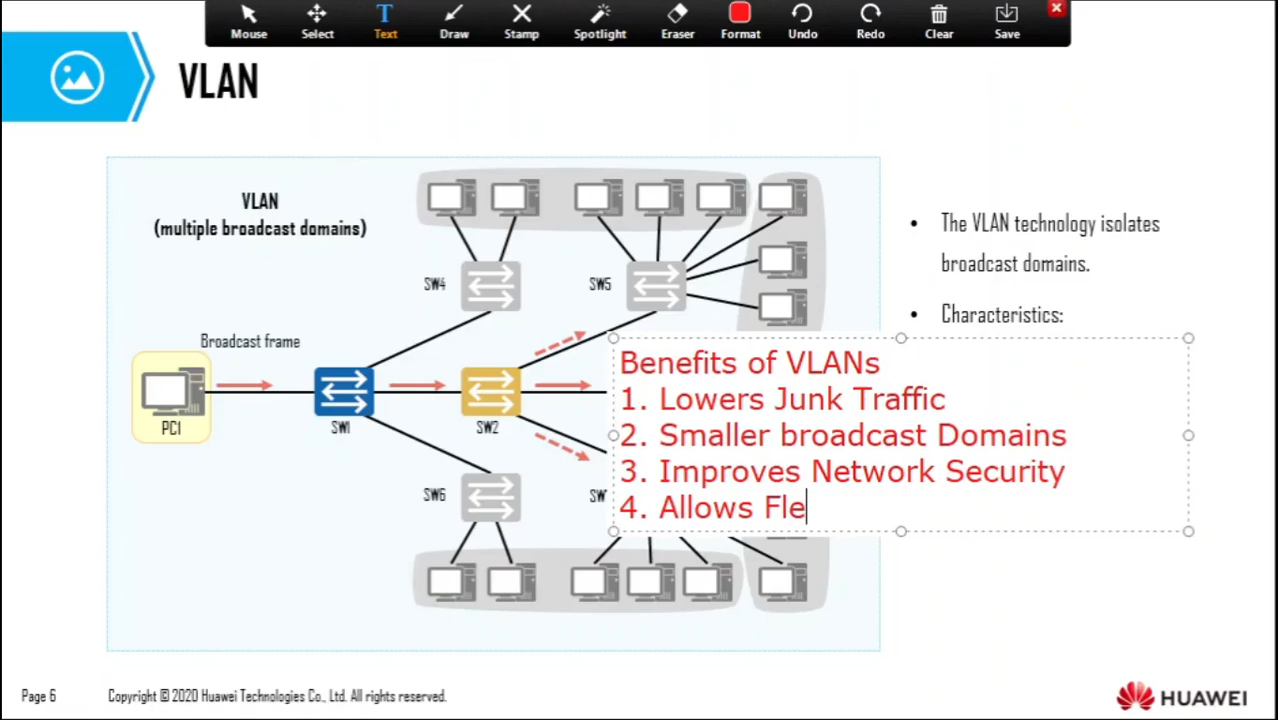 Mouse
Select
Text
Draw
Stamp
Spotlight
Eraser
Format
Undo
Redo
Clear
Save
VLAN
VLAN
(multiple broadcast domains)
SW4
SW5
Broadcast frame
PC1
SW1
SW2
SW6
SW
• The VLAN technology isolates
broadcast domains.
• Characteristics:
Benefits of VLANs
1. Lowers Junk Traffic
2. Smaller broadcast Domains
3. Improves Network Security
4. Allows Fle
Page 6
Copyright © 2020 Huawei Technologies Co., Ltd. All rights reserved.
HUAWEI